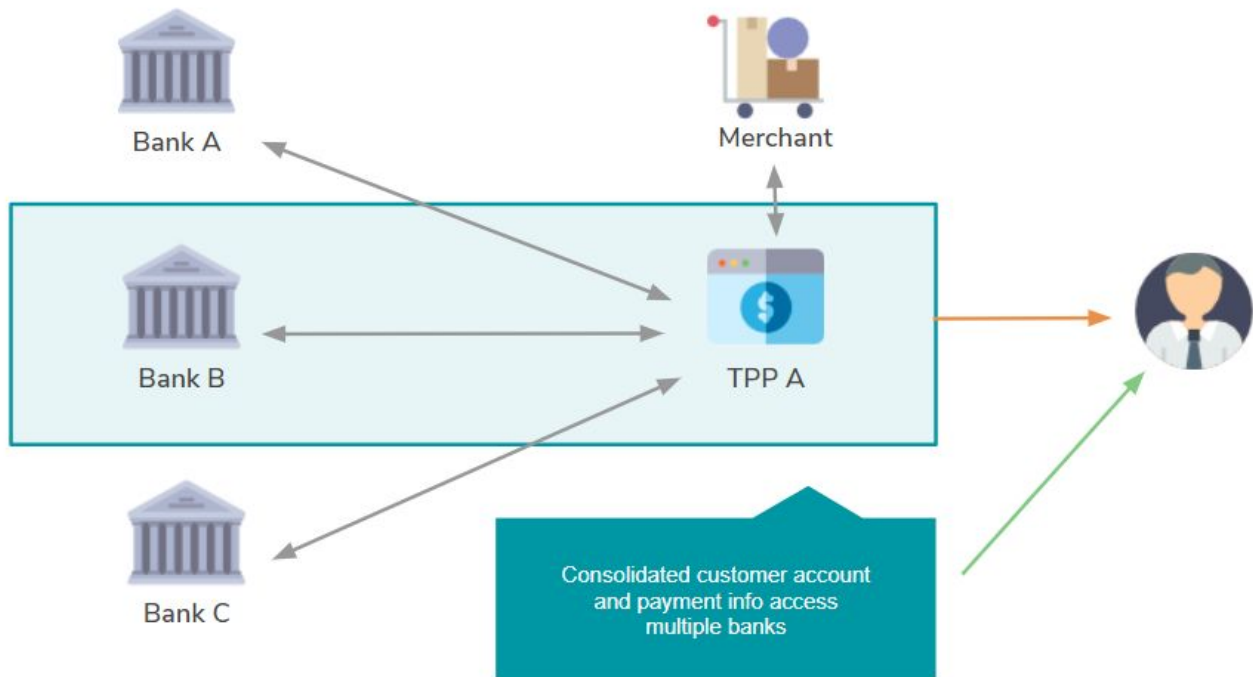 Bank A
Merchant
Bank B
TPP A
Bank C
Consolidated customer account
and payment info access
multiple banks